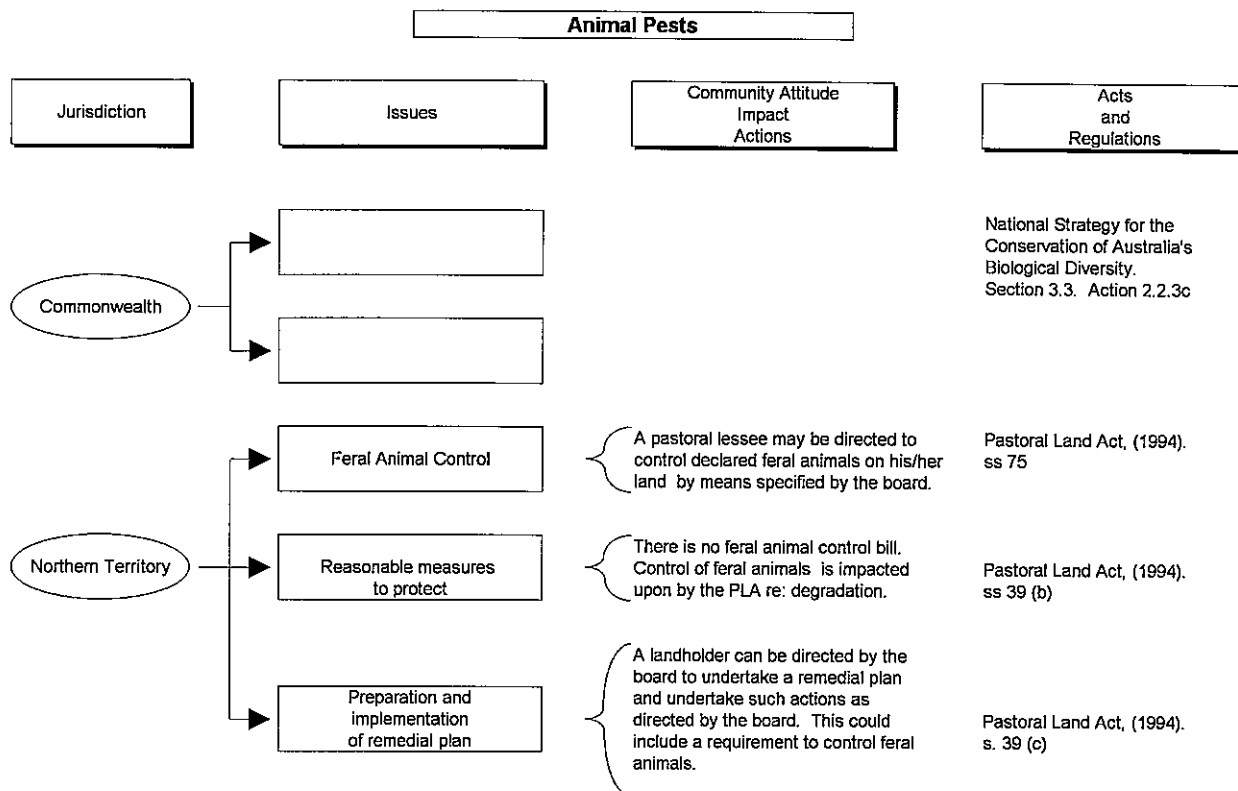 Animal Pests
Jurisdiction
Issues
Community Attitude
Impact
Actions
Acts
and
Regulations
Commonwealth
National Strategy for the
Conservation of Australia's
Biological Diversity.
Section 3.3. Action 2.2.3c
Northern Territory
Feral Animal Control
A pastoral lessee may be directed to
control declared feral animals on his/her
land by means specified by the board.
Pastoral Land Act, (1994).
ss 75
Reasonable measures
to protect
There is no feral animal control bill.
Control of feral animals is impacted
upon by the PLA re: degradation.
Pastoral Land Act, (1994).
ss 39 (b)
Preparation and
implementation
of remedial plan
A landholder can be directed by the
board to undertake a remedial plan
and undertake such actions as
directed by the board. This could
include a requirement to control feral
animals.
Pastoral Land Act, (1994).
s. 39 (c)